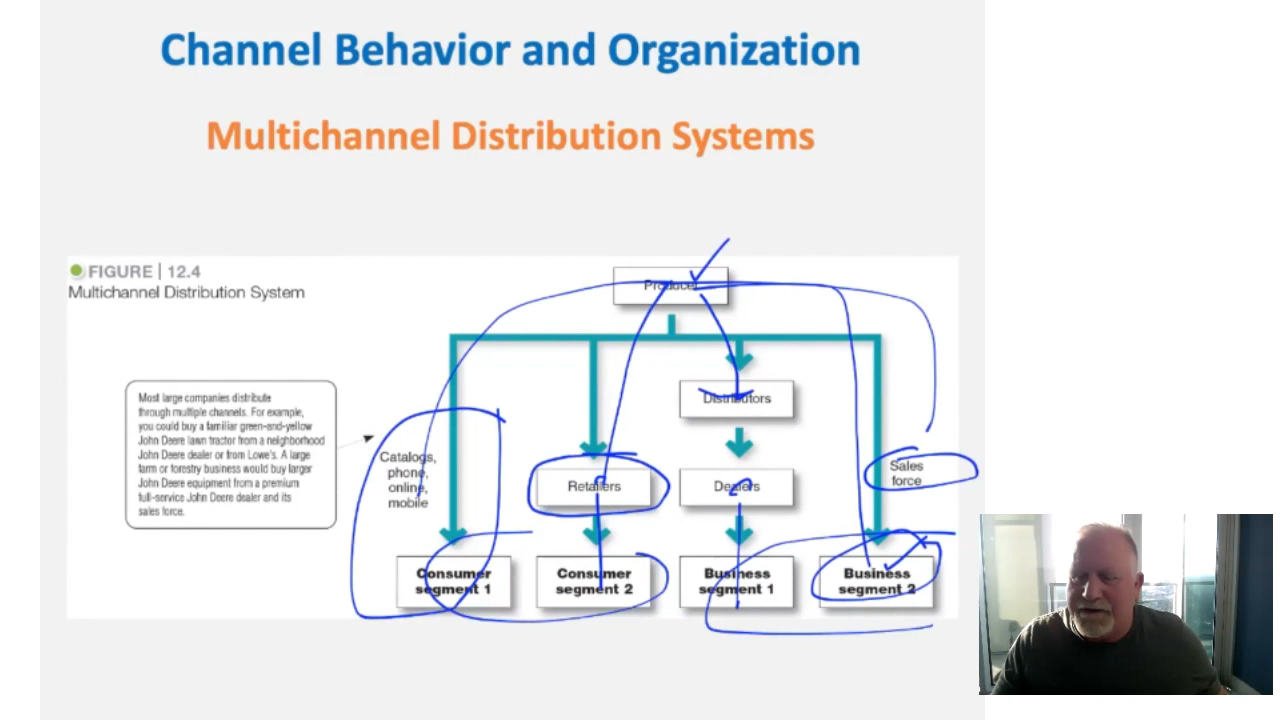 Channel Behavior and Organization
Multichannel Distribution Systems
FIGURE | 12.4
Multichannel Distribution System
Producer
Most large companies distribute
through multiple channels. For example,
you could buy a familiar green-and-yellow
John Deere lawn tractor from a neighborhood
John Deere dealer or from Lowe's. A large
farm or forestry business would buy larger
John Deere equipment from a premium
full-service John Deere dealer and its
sales force.
Distributors
Catalogs,
phone,
online,
mobile
Retailers
Dealers
Sales
force
Consumer
segment 1
Consumer
segment 2
Business
segment 1
Business
segment 2